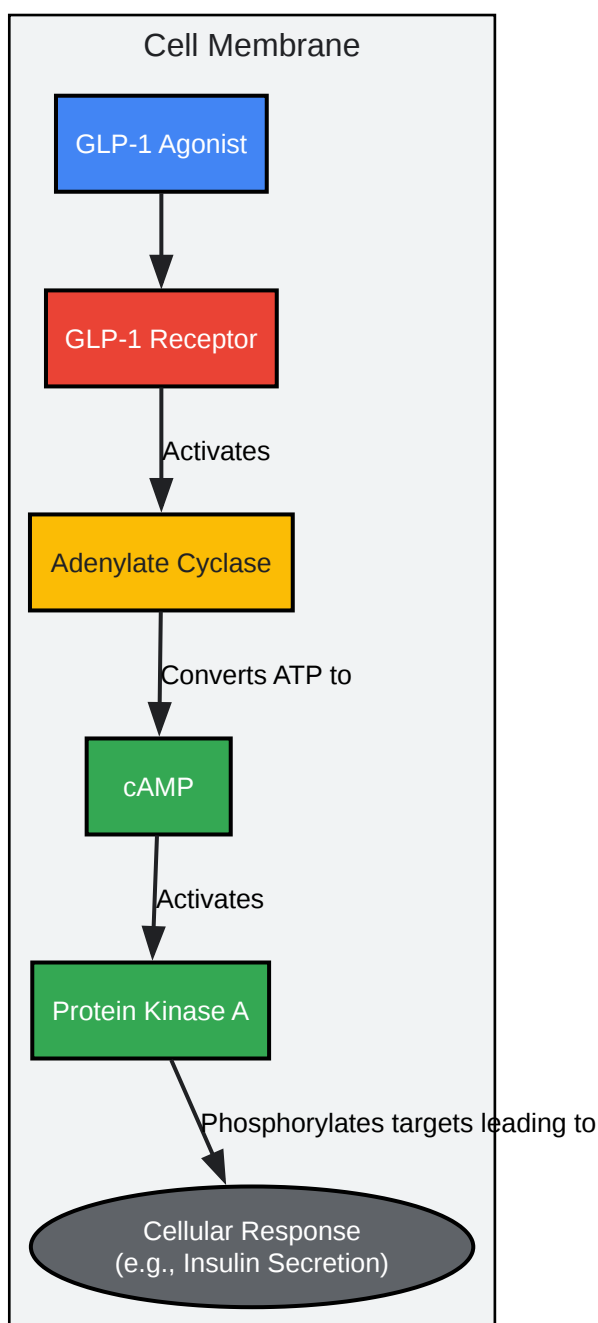 Cell Membrane
GLP-1 Agonist
GLP-1 Receptor
Activates
Adenylate Cyclase
Converts ATP to
cAMP
Activates
Protein Kinase A
Phosphorylates targets leading to
Cellular Response
(e.g., Insulin Secretion)